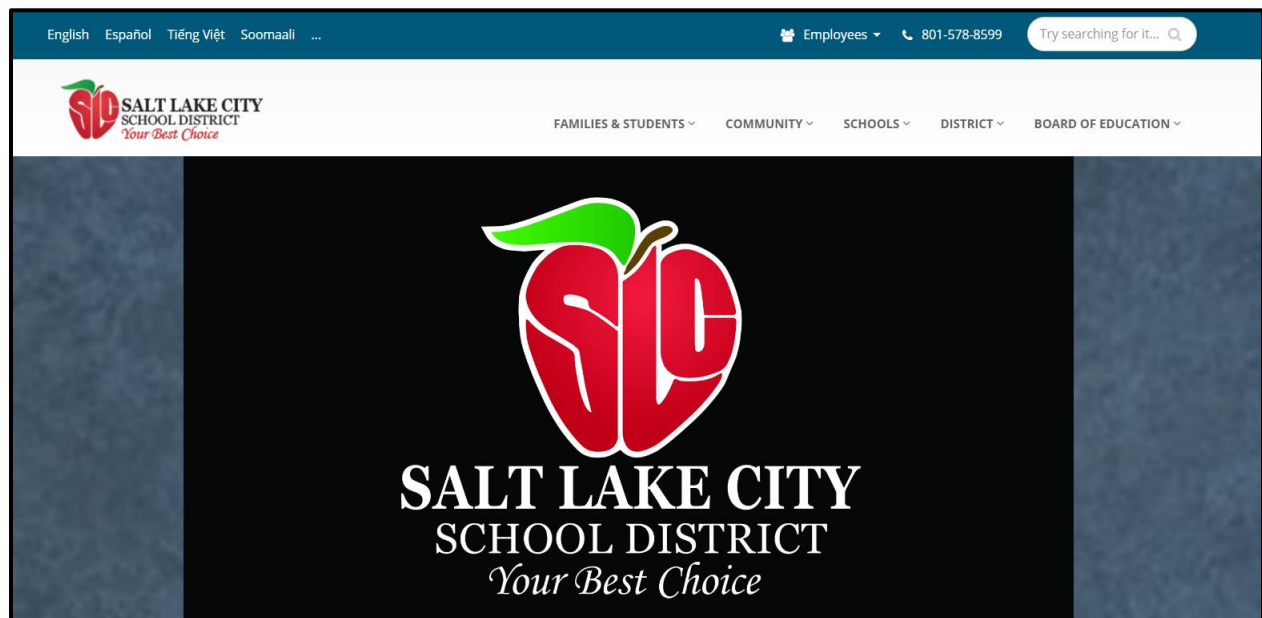 English Español Tiếng Việt Soomaali ...
Employees 801-578-8599 Try searching for it...
SLC
SALT LAKE CITY
SCHOOL DISTRICT
Your Best Choice
FAMILIES & STUDENTS COMMUNITY SCHOOLS DISTRICT BOARD OF EDUCATION
SLC
SALT LAKE CITY
SCHOOL DISTRICT
Your Best Choice